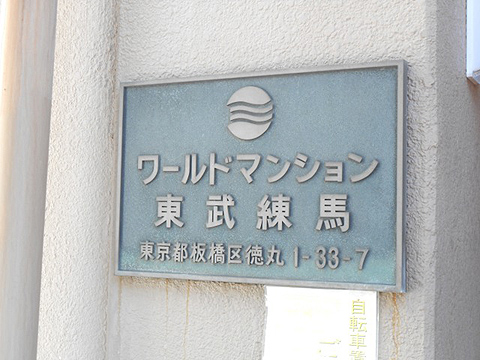 ワールドマンション
東武練馬
東京都板橋区徳丸1-33-7
自転車